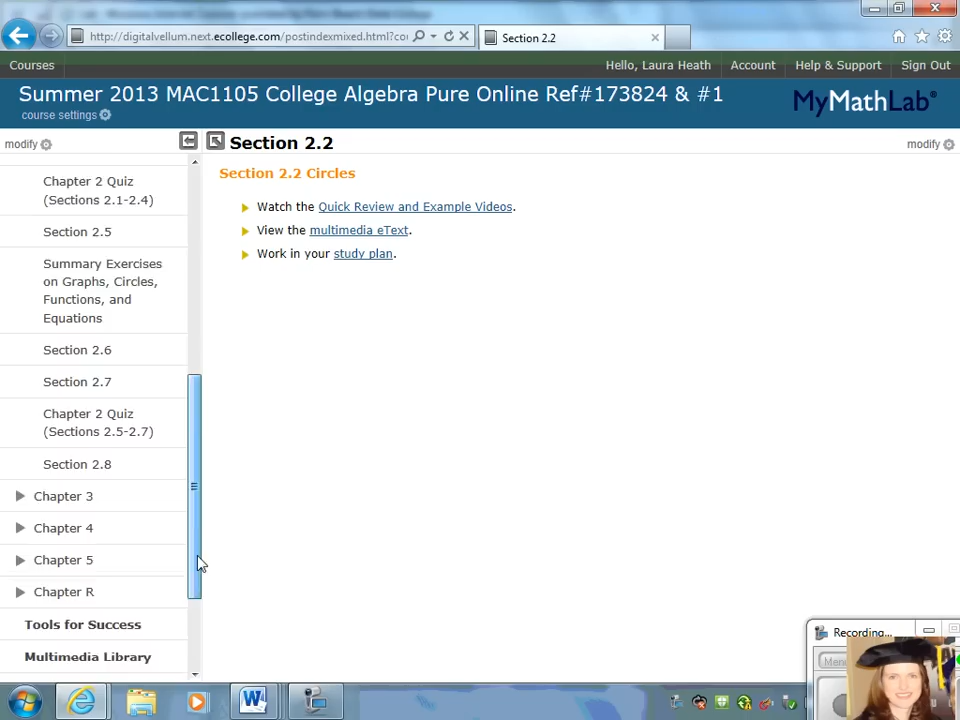 http://digitalvellum.next.ecollege.com/postindexmixed.html?co
Section 2.2
Courses
Hello, Laura Heath
Account
Help & Support
Sign Out
Summer 2013 MAC1105 College Algebra Pure Online Ref#173824 & #1
course settings
MyMathLab®
modify
Section 2.2
modify
Section 2.2 Circles
Watch the Quick Review and Example Videos.
View the multimedia eText.
Work in your study plan.
Chapter 2 Quiz
(Sections 2.1-2.4)
Section 2.5
Summary Exercises
on Graphs, Circles,
Functions, and
Equations
Section 2.6
Section 2.7
Chapter 2 Quiz
(Sections 2.5-2.7)
Section 2.8
Chapter 3
Chapter 4
Chapter 5
Chapter R
Tools for Success
Multimedia Library
Recording...